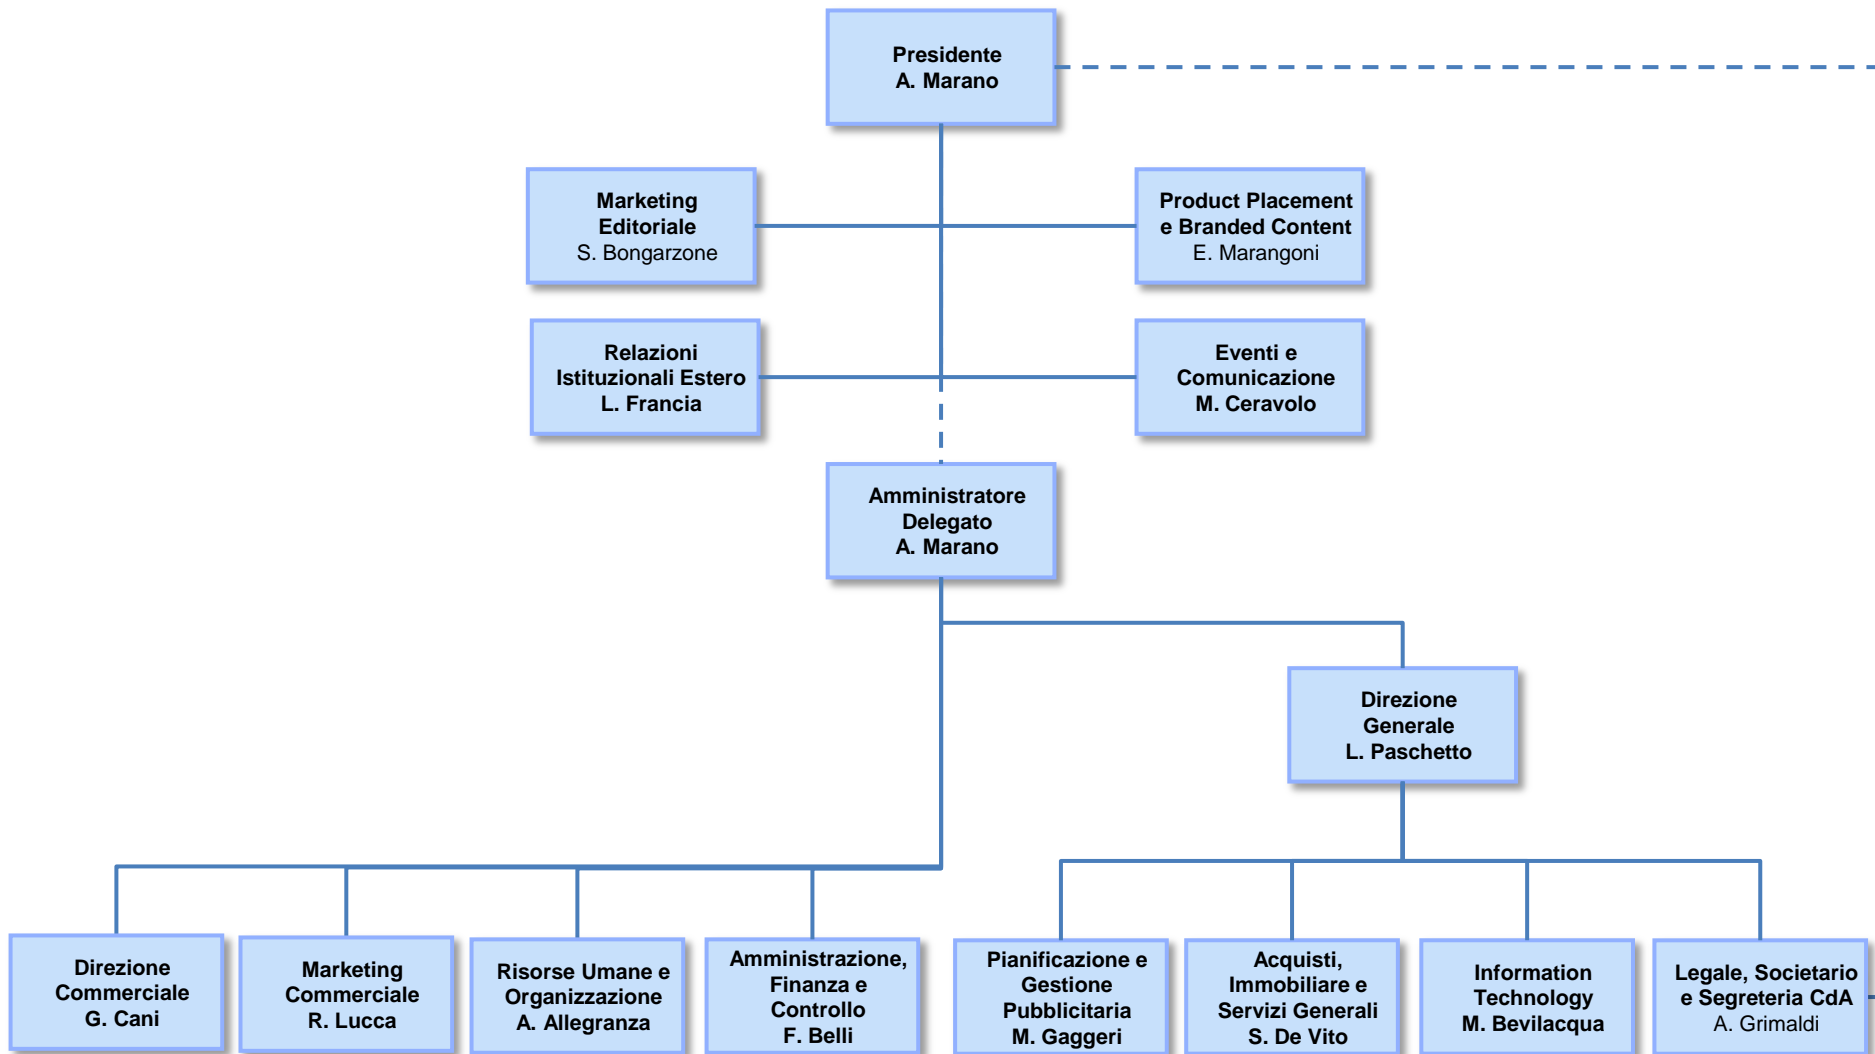 Presidente
A. Marano
Marketing
Editoriale
S. Bongarzone
Product Placement
e Branded Content
E. Marangoni
Relazioni
Istituzionali Estero
L. Francia
Eventi e
Comunicazione
M. Ceravolo
Amministratore
Delegato
A. Marano
Direzione
Generale
L. Paschetto
Direzione
Commerciale
G. Cani
Marketing
Commerciale
R. Lucca
Risorse Umane e
Organizzazione
A. Allegranza
Amministrazione,
Finanza e
Controllo
F. Belli
Pianificazione e
Gestione
Pubblicitaria
M. Gaggeri
Acquisti,
Immobiliare e
Servizi Generali
S. De Vito
Information
Technology
M. Bevilacqua
Legale, Societario
e Segreteria CdA
A. Grimaldi